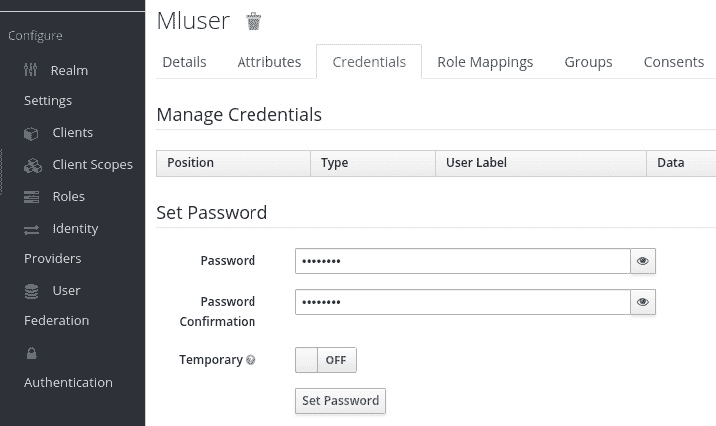 Mluser
Configure
Details Attributes Credentials Role Mappings Groups Consents
Realm
Settings
Manage Credentials
Clients
Client Scopes
Position Type User Label Data
Roles
Set Password
Identity
Providers
Password ••••••••
User
Password
Confirmation ••••••••
Federation
Temporary OFF
Authentication
Set Password